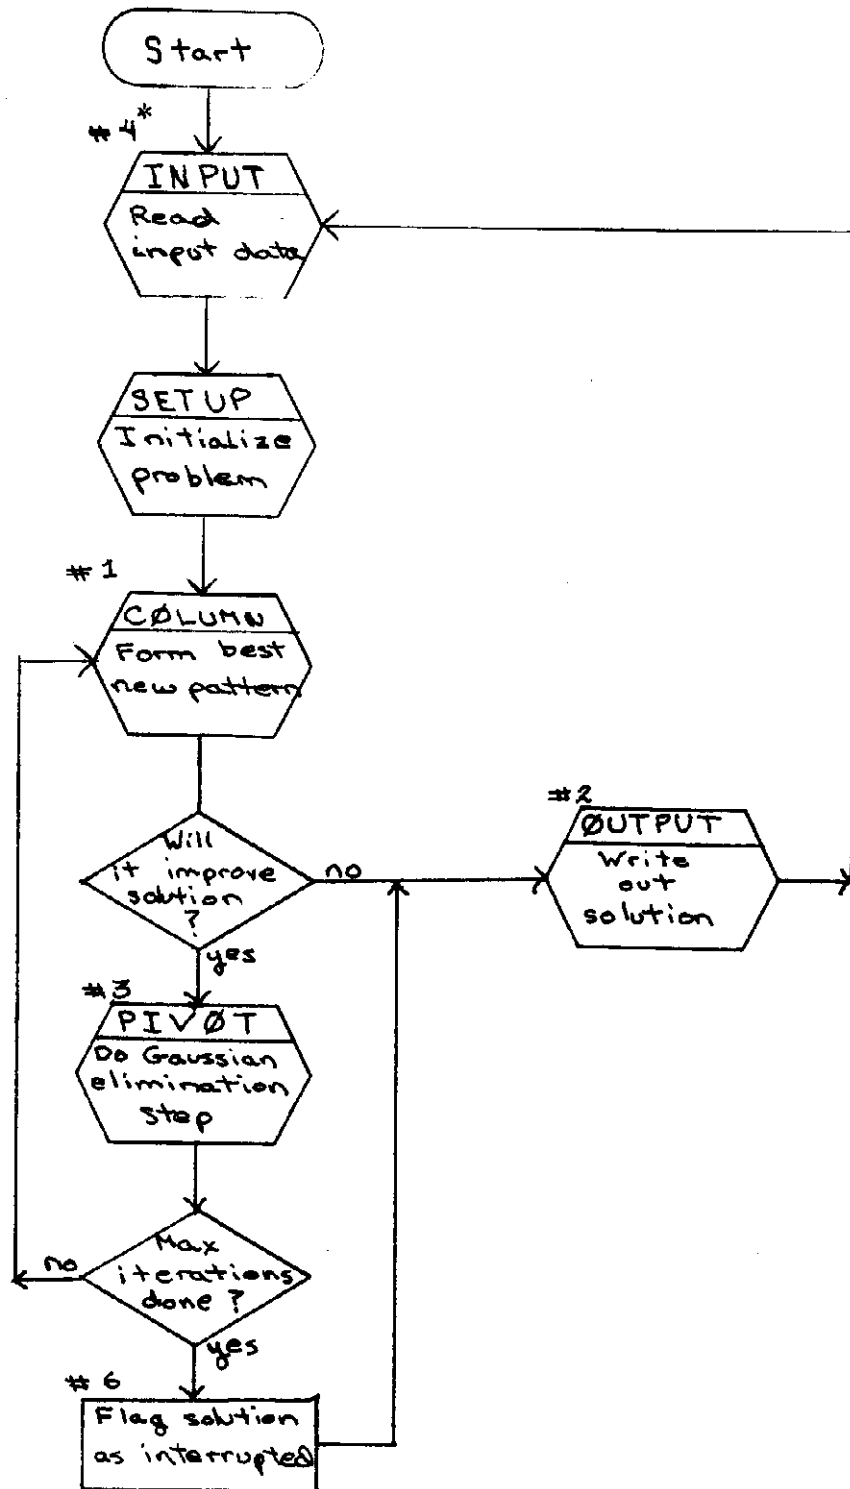 Start
#4*
INPUT
Read
input data
SETUP
Initialize
problem
#1
CØLUMN
Form best
new pattern
Will
it improve
solution
?
no
yes
#2
ØUTPUT
Write
out
solution
#3
PIVØT
Do Gaussian
elimination
step
Max
iterations
done ?
no
yes
#6
Flag solution
as interrupted